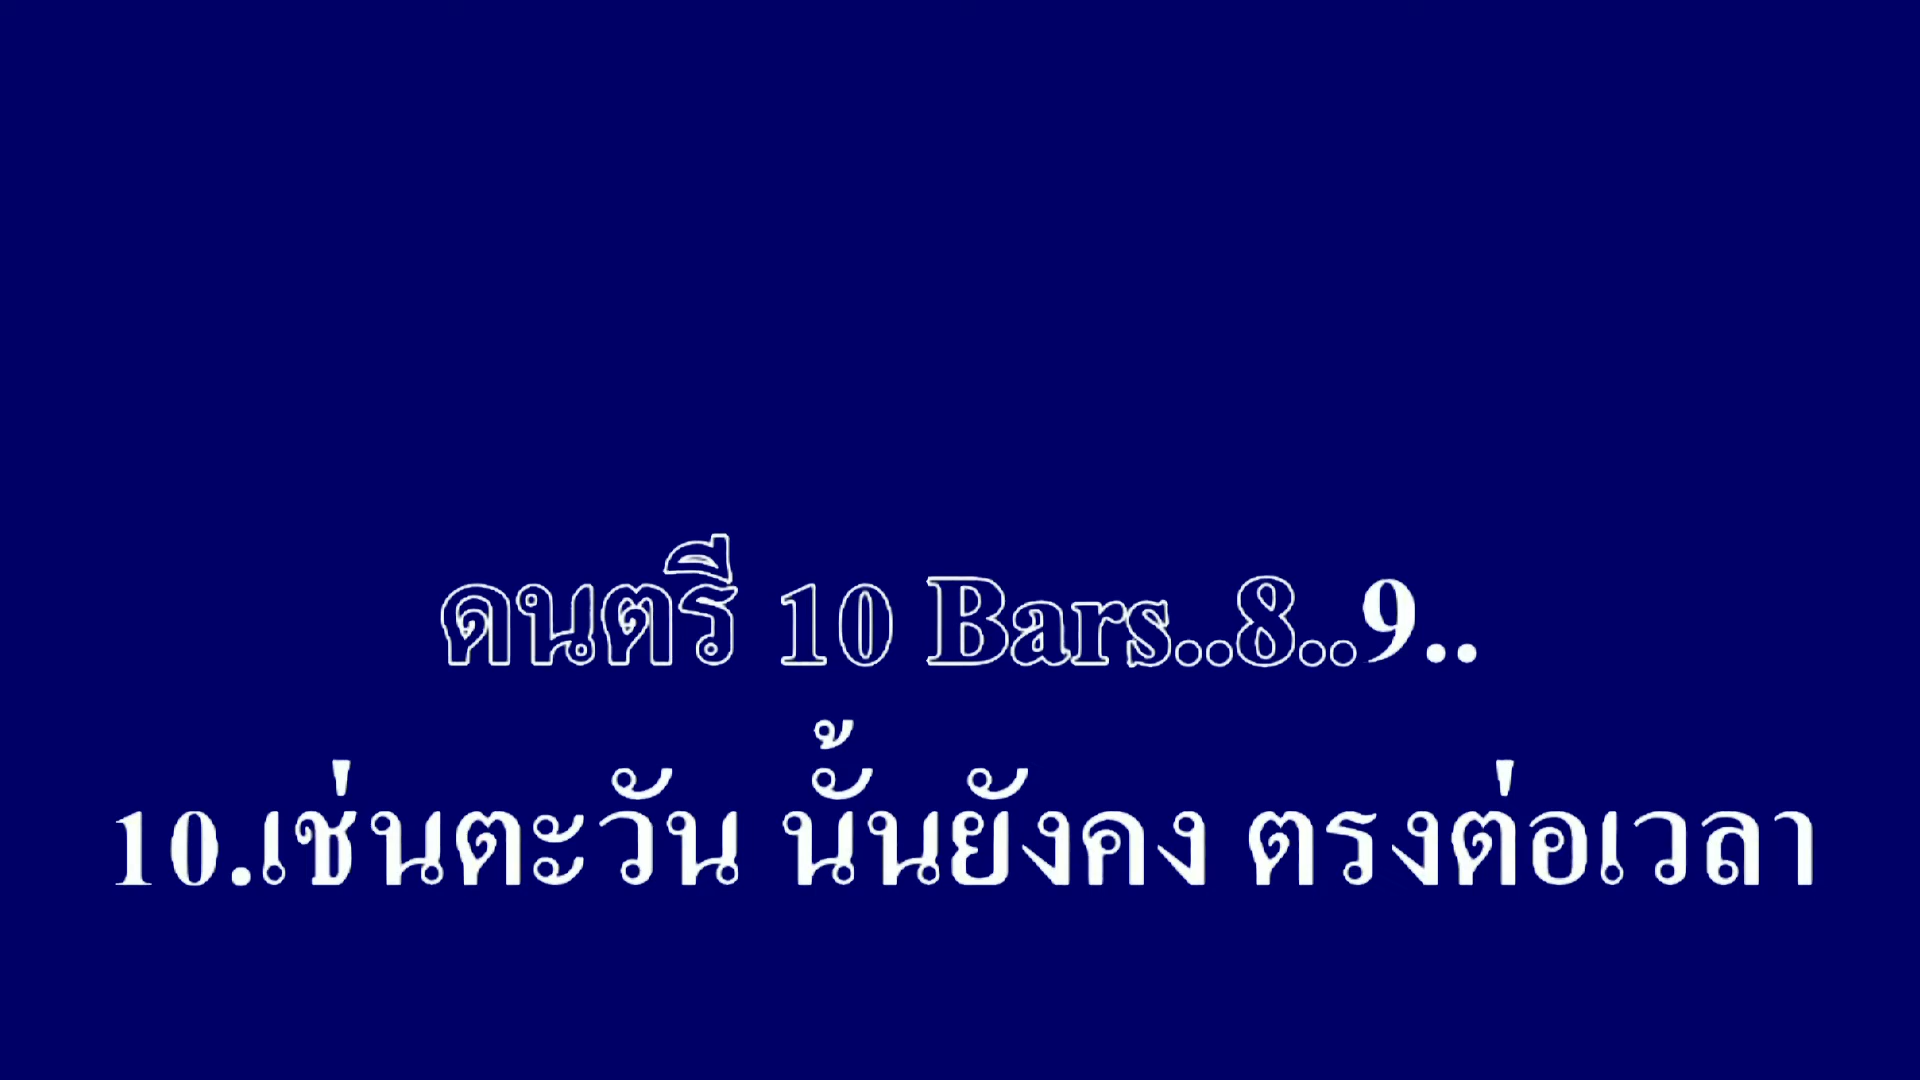 ดนตรี 10 Bars..8..9..
10.เช่นตะวัน นั้นยังคง ตรงต่อเวลา